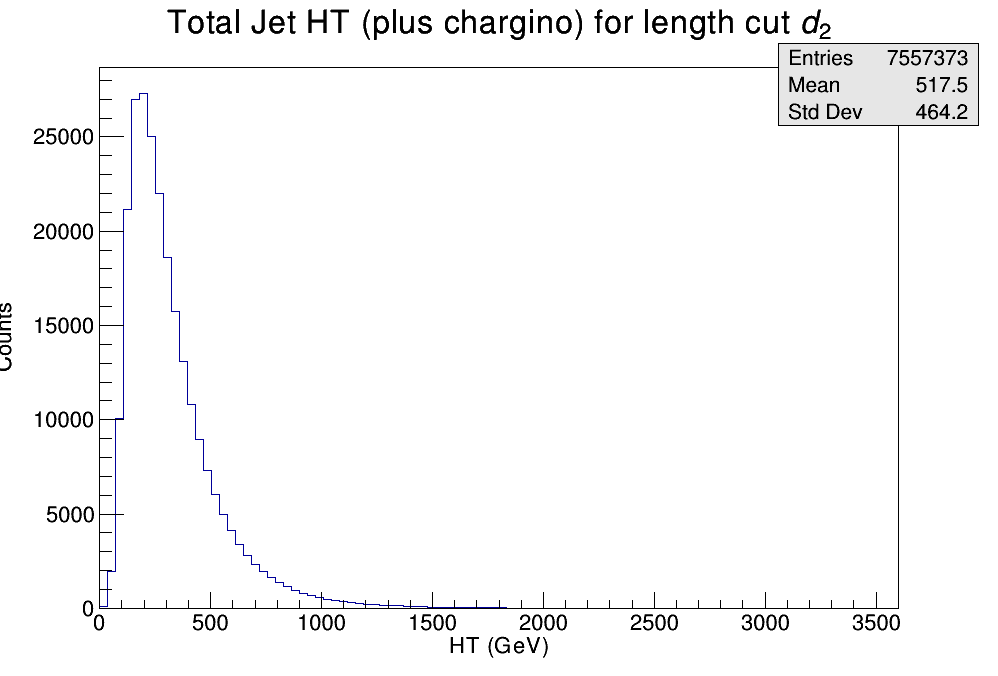 Total Jet HT (plus chargino) for length cut d₂
Entries 7557373
Mean 517.5
Std Dev 464.2
25000
20000
15000
10000
5000
0
Counts
0 500 1000 1500 2000 2500 3000 3500
HT (GeV)